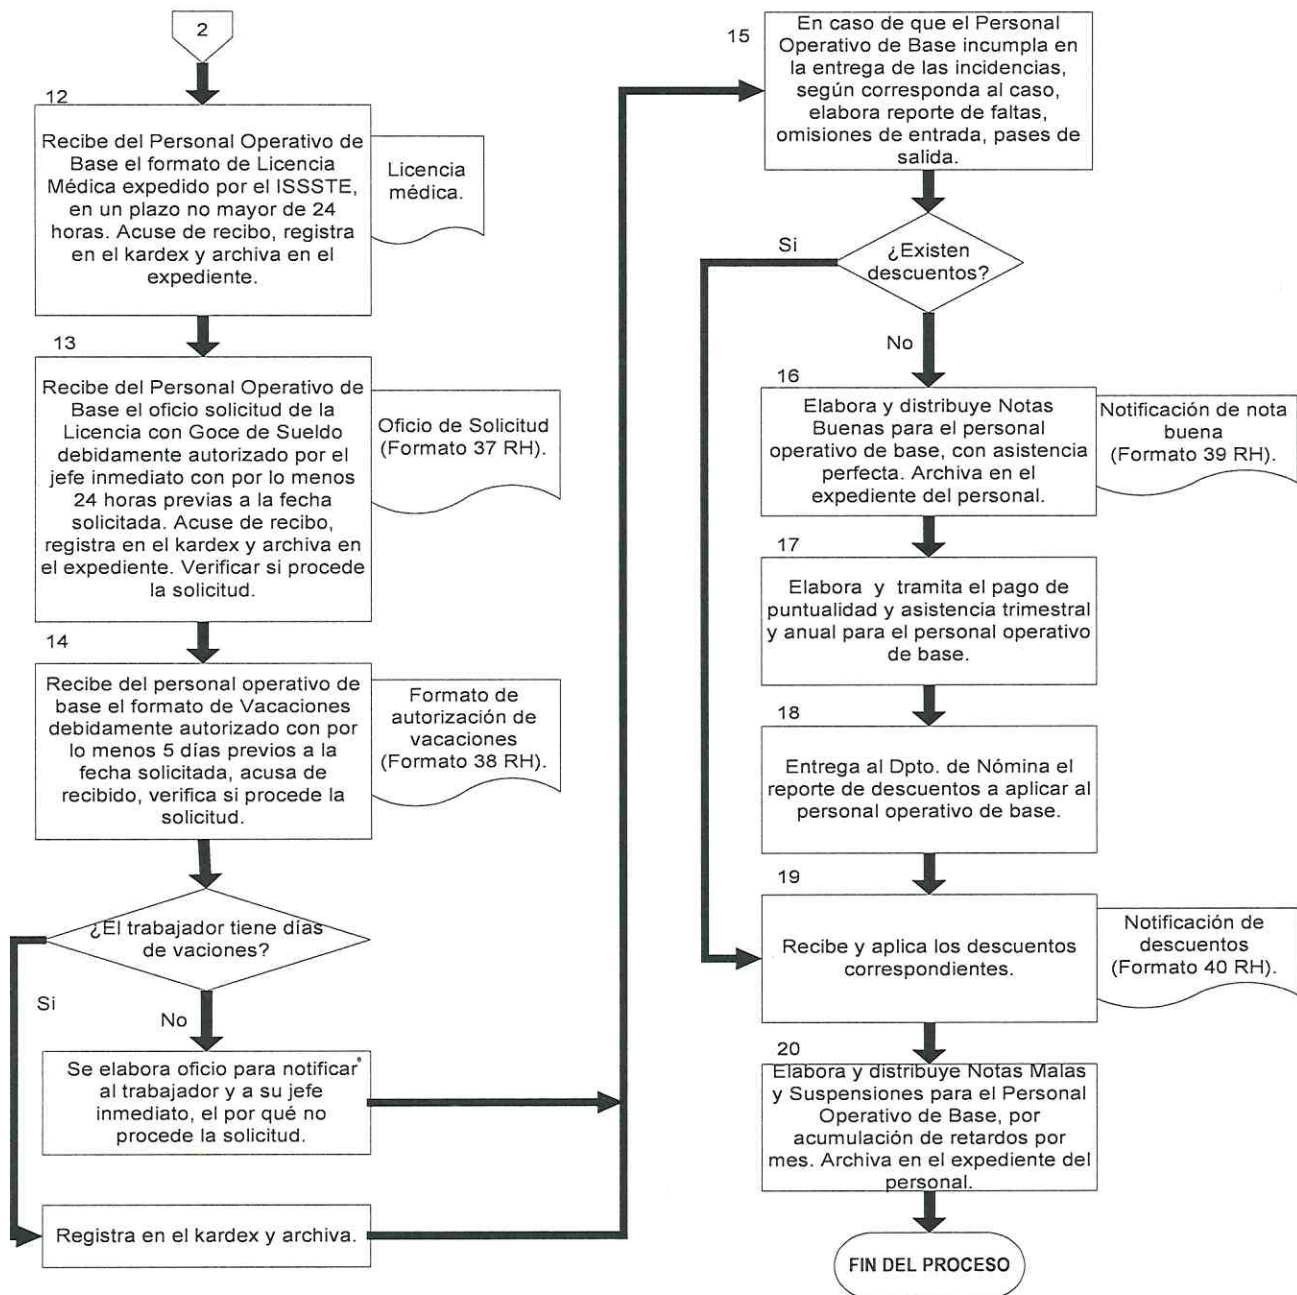 2
12
Recibe del Personal Operativo de
Base el formato de Licencia
Médica expedido por el ISSSTE,
en un plazo no mayor de 24
horas. Acuse de recibo, registra
en el kardex y archiva en el
expediente.
Licencia
médica.
13
Recibe del Personal Operativo de
Base el oficio solicitud de la
Licencia con Goce de Sueldo
debidamente autorizado por el
jefe inmediato con por lo menos
24 horas previas a la fecha
solicitada. Acuse de recibo,
registra en el kardex y archiva en
el expediente. Verificar si procede
la solicitud.
Oficio de Solicitud
(Formato 37 RH).
14
Recibe del personal operativo de
base el formato de Vacaciones
debidamente autorizado con por
lo menos 5 días previos a la
fecha solicitada, acusa de
recibido, verifica si procede la
solicitud.
Formato de
autorización de
vacaciones
(Formato 38 RH).
¿El trabajador tiene días
de vaciones?
Si
No
Se elabora oficio para notificar
al trabajador y a su jefe
inmediato, el por qué no
procede la solicitud.
Registra en el kardex y archiva.
15
En caso de que el Personal
Operativo de Base incumpla en
la entrega de las incidencias,
según corresponda al caso,
elabora reporte de faltas,
omisiones de entrada, pases de
salida.
¿Existen
descuentos?
Si
No
16
Elabora y distribuye Notas
Buenas para el personal
operativo de base, con asistencia
perfecta. Archiva en el
expediente del personal.
Notificación de nota
buena
(Formato 39 RH).
17
Elabora y tramita el pago de
puntualidad y asistencia trimestral
y anual para el personal operativo
de base.
18
Entrega al Dpto. de Nómina el
reporte de descuentos a aplicar al
personal operativo de base.
19
Recibe y aplica los descuentos
correspondientes.
Notificación de
descuentos
(Formato 40 RH).
20
Elabora y distribuye Notas Malas
y Suspensiones para el Personal
Operativo de Base, por
acumulación de retardos por
mes. Archiva en el expediente del
personal.
FIN DEL PROCESO